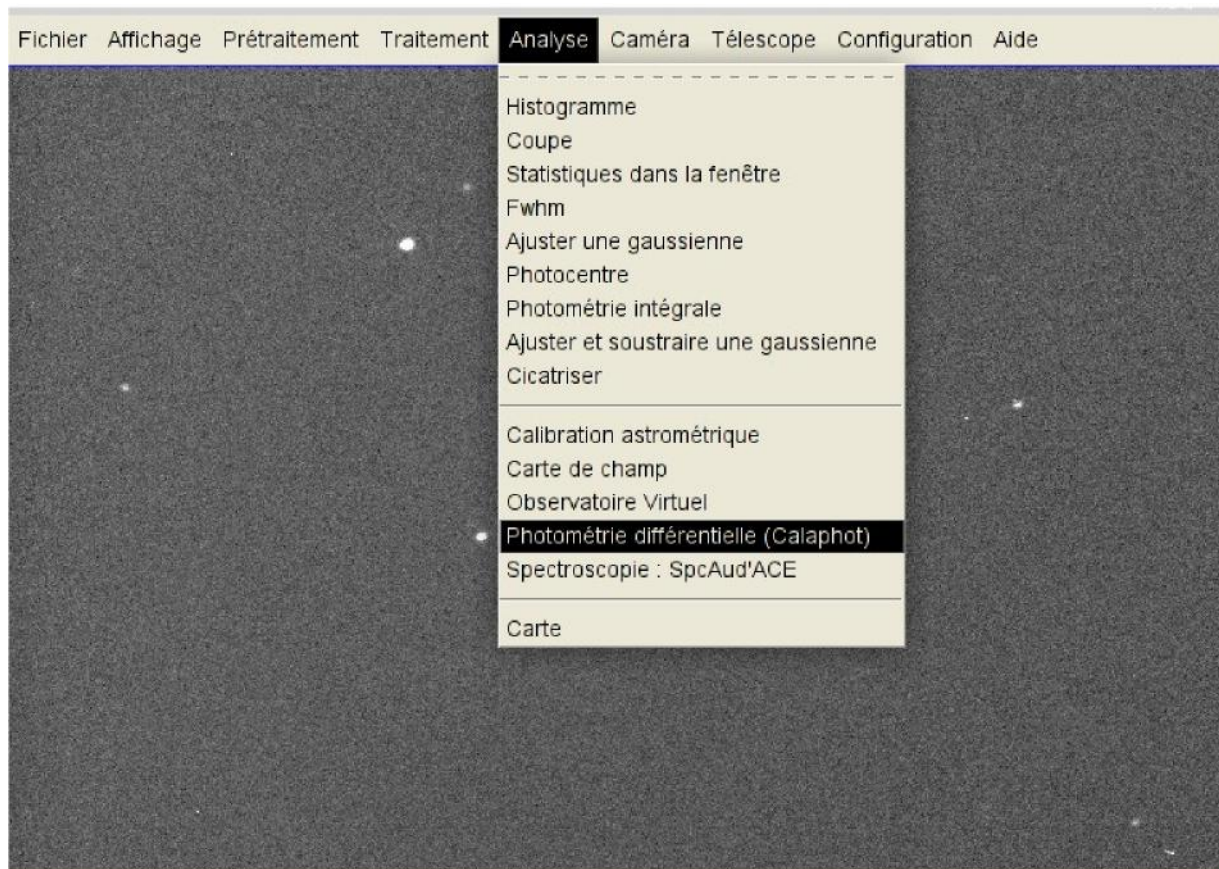 Fichier Affichage Prétraitement Traitement Analyse Caméra Télescope Configuration Aide
Histogramme
Coupe
Statistiques dans la fenêtre
Fwhm
Ajuster une gaussienne
Photocentre
Photométrie intégrale
Ajuster et soustraire une gaussienne
Cicatriser
Calibration astrométrique
Carte de champ
Observatoire Virtuel
Photométrie différentielle (Calaphot)
Spectroscopie : SpcAud'ACE
Carte